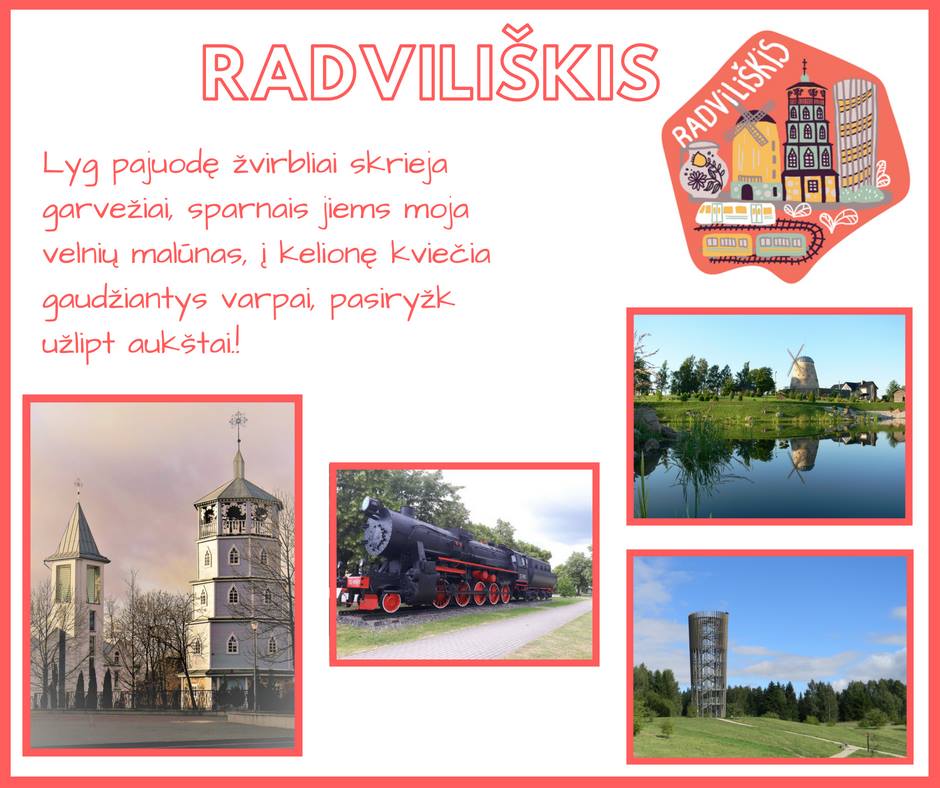 RADVILIŠKIS
RADVILIŠKIS
Lyg pajuodę žvirbliai skrieja
garvežiai, sparnais jiems moja
velnių malūnas, į kelionę kviečia
gaudžiantys varpai, pasiryžk
užlipt aukštai.!